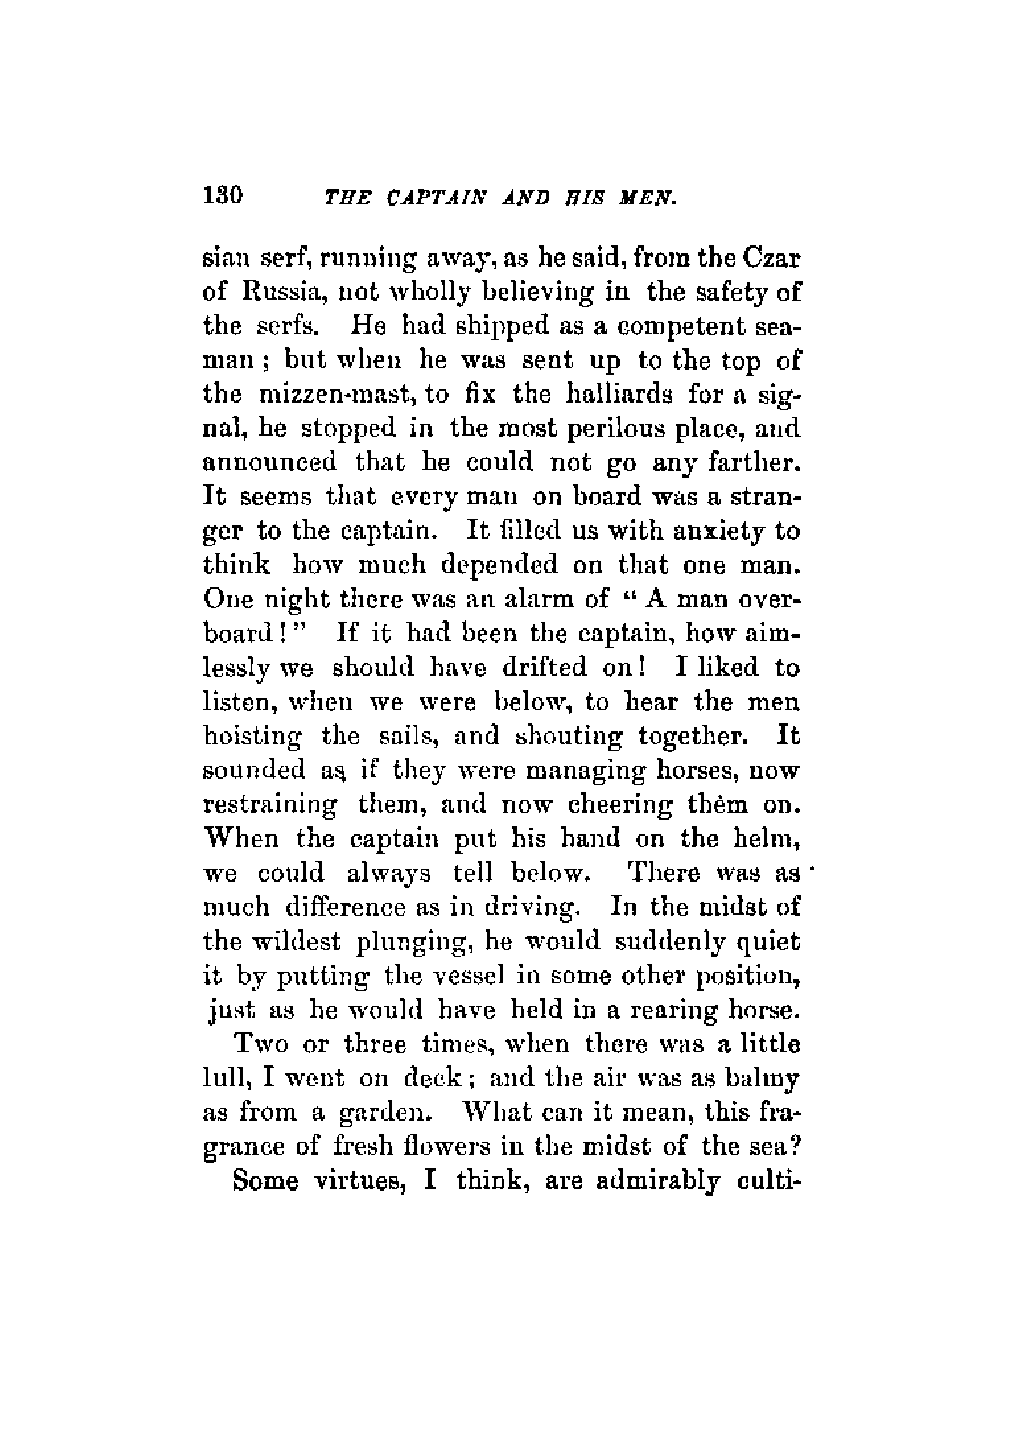 130 THE CAPTAIN AND HIS MEN.
sian serf, running away, as he said, from the Czar
of Russia, not wholly believing in the safety of
the serfs. He had shipped as a competent sea-
man ; but when he was sent up to the top of
the mizzen-mast, to fix the halliards for a sig-
nal, he stopped in the most perilous place, and
announced that he could not go any farther.
It seems that every man on board was a stran-
ger to the captain. It filled us with anxiety to
think how much depended on that one man.
One night there was an alarm of " A man over-
board ! " If it had been the captain, how aim-
lessly we should have drifted on! I liked to
listen, when we were below, to hear the men
hoisting the sails, and shouting together. It
sounded as if they were managing horses, now
restraining them, and now cheering them on.
When the captain put his hand on the helm,
we could always tell below. There was as
much difference as in driving. In the midst of
the wildest plunging, he would suddenly quiet
it by putting the vessel in some other position,
just as he would have held in a rearing horse.
Two or three times, when there was a little
lull, I went on deck ; and the air was as balmy
as from a garden. What can it mean, this fra-
grance of fresh flowers in the midst of the sea?
Some virtues, I think, are admirably culti-